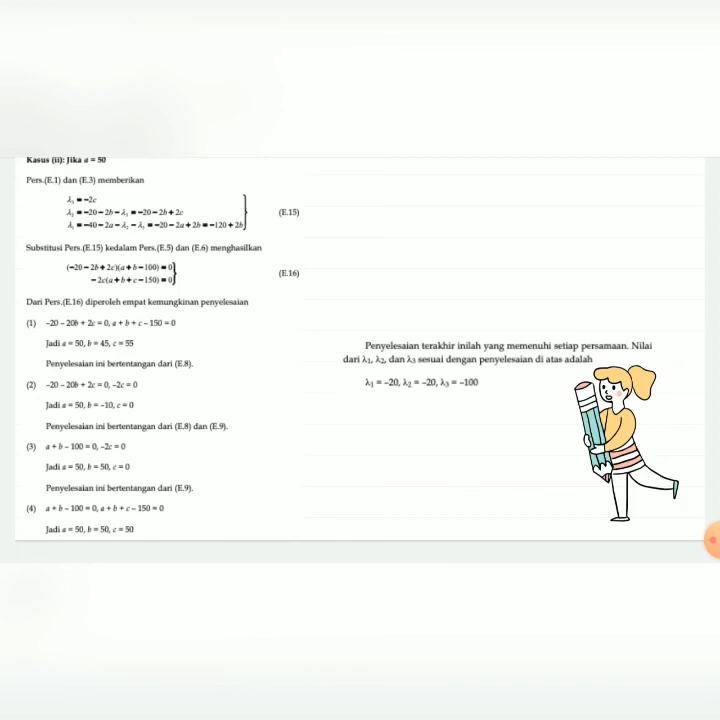 Kasus (ii): Jika a = 50
Pers.(E.1) dan (E.3) memberikan
λ₃ = -2c
λ₂ = -20 - 2b - λ₃ = -20 - 2b + 2c
λ₁ = -40 - 2a - λ₂ - λ₃ = -20 - 2a + 2b = -120 + 2b
(E.15)
Substitusi Pers.(E.15) kedalam Pers.(E.5) dan (E.6) menghasilkan
(-20 - 2b + 2c)(a + b - 100) = 0
- 2c(a + b + c - 150) = 0
(E.16)
Dari Pers.(E.16) diperoleh empat kemungkinan penyelesaian
(1) -20 - 20b + 2c = 0, a + b + c - 150 = 0
Jadi a = 50, b = 45, c = 55
Penyelesaian ini bertentangan dari (E.8).
(2) -20 - 20b + 2c = 0, -2c = 0
Jadi a = 50, b = -10, c = 0
Penyelesaian ini bertentangan dari (E.8) dan (E.9).
(3) a + b - 100 = 0, -2c = 0
Jadi a = 50, b = 50, c = 0
Penyelesaian ini bertentangan dari (E.9).
(4) a + b - 100 = 0, a + b + c - 150 = 0
Jadi a = 50, b = 50, c = 50
Penyelesaian terakhir inilah yang memenuhi setiap persamaan. Nilai
dari λ₁, λ₂, dan λ₃ sesuai dengan penyelesaian di atas adalah
λ₁ = -20, λ₂ = -20, λ₃ = -100